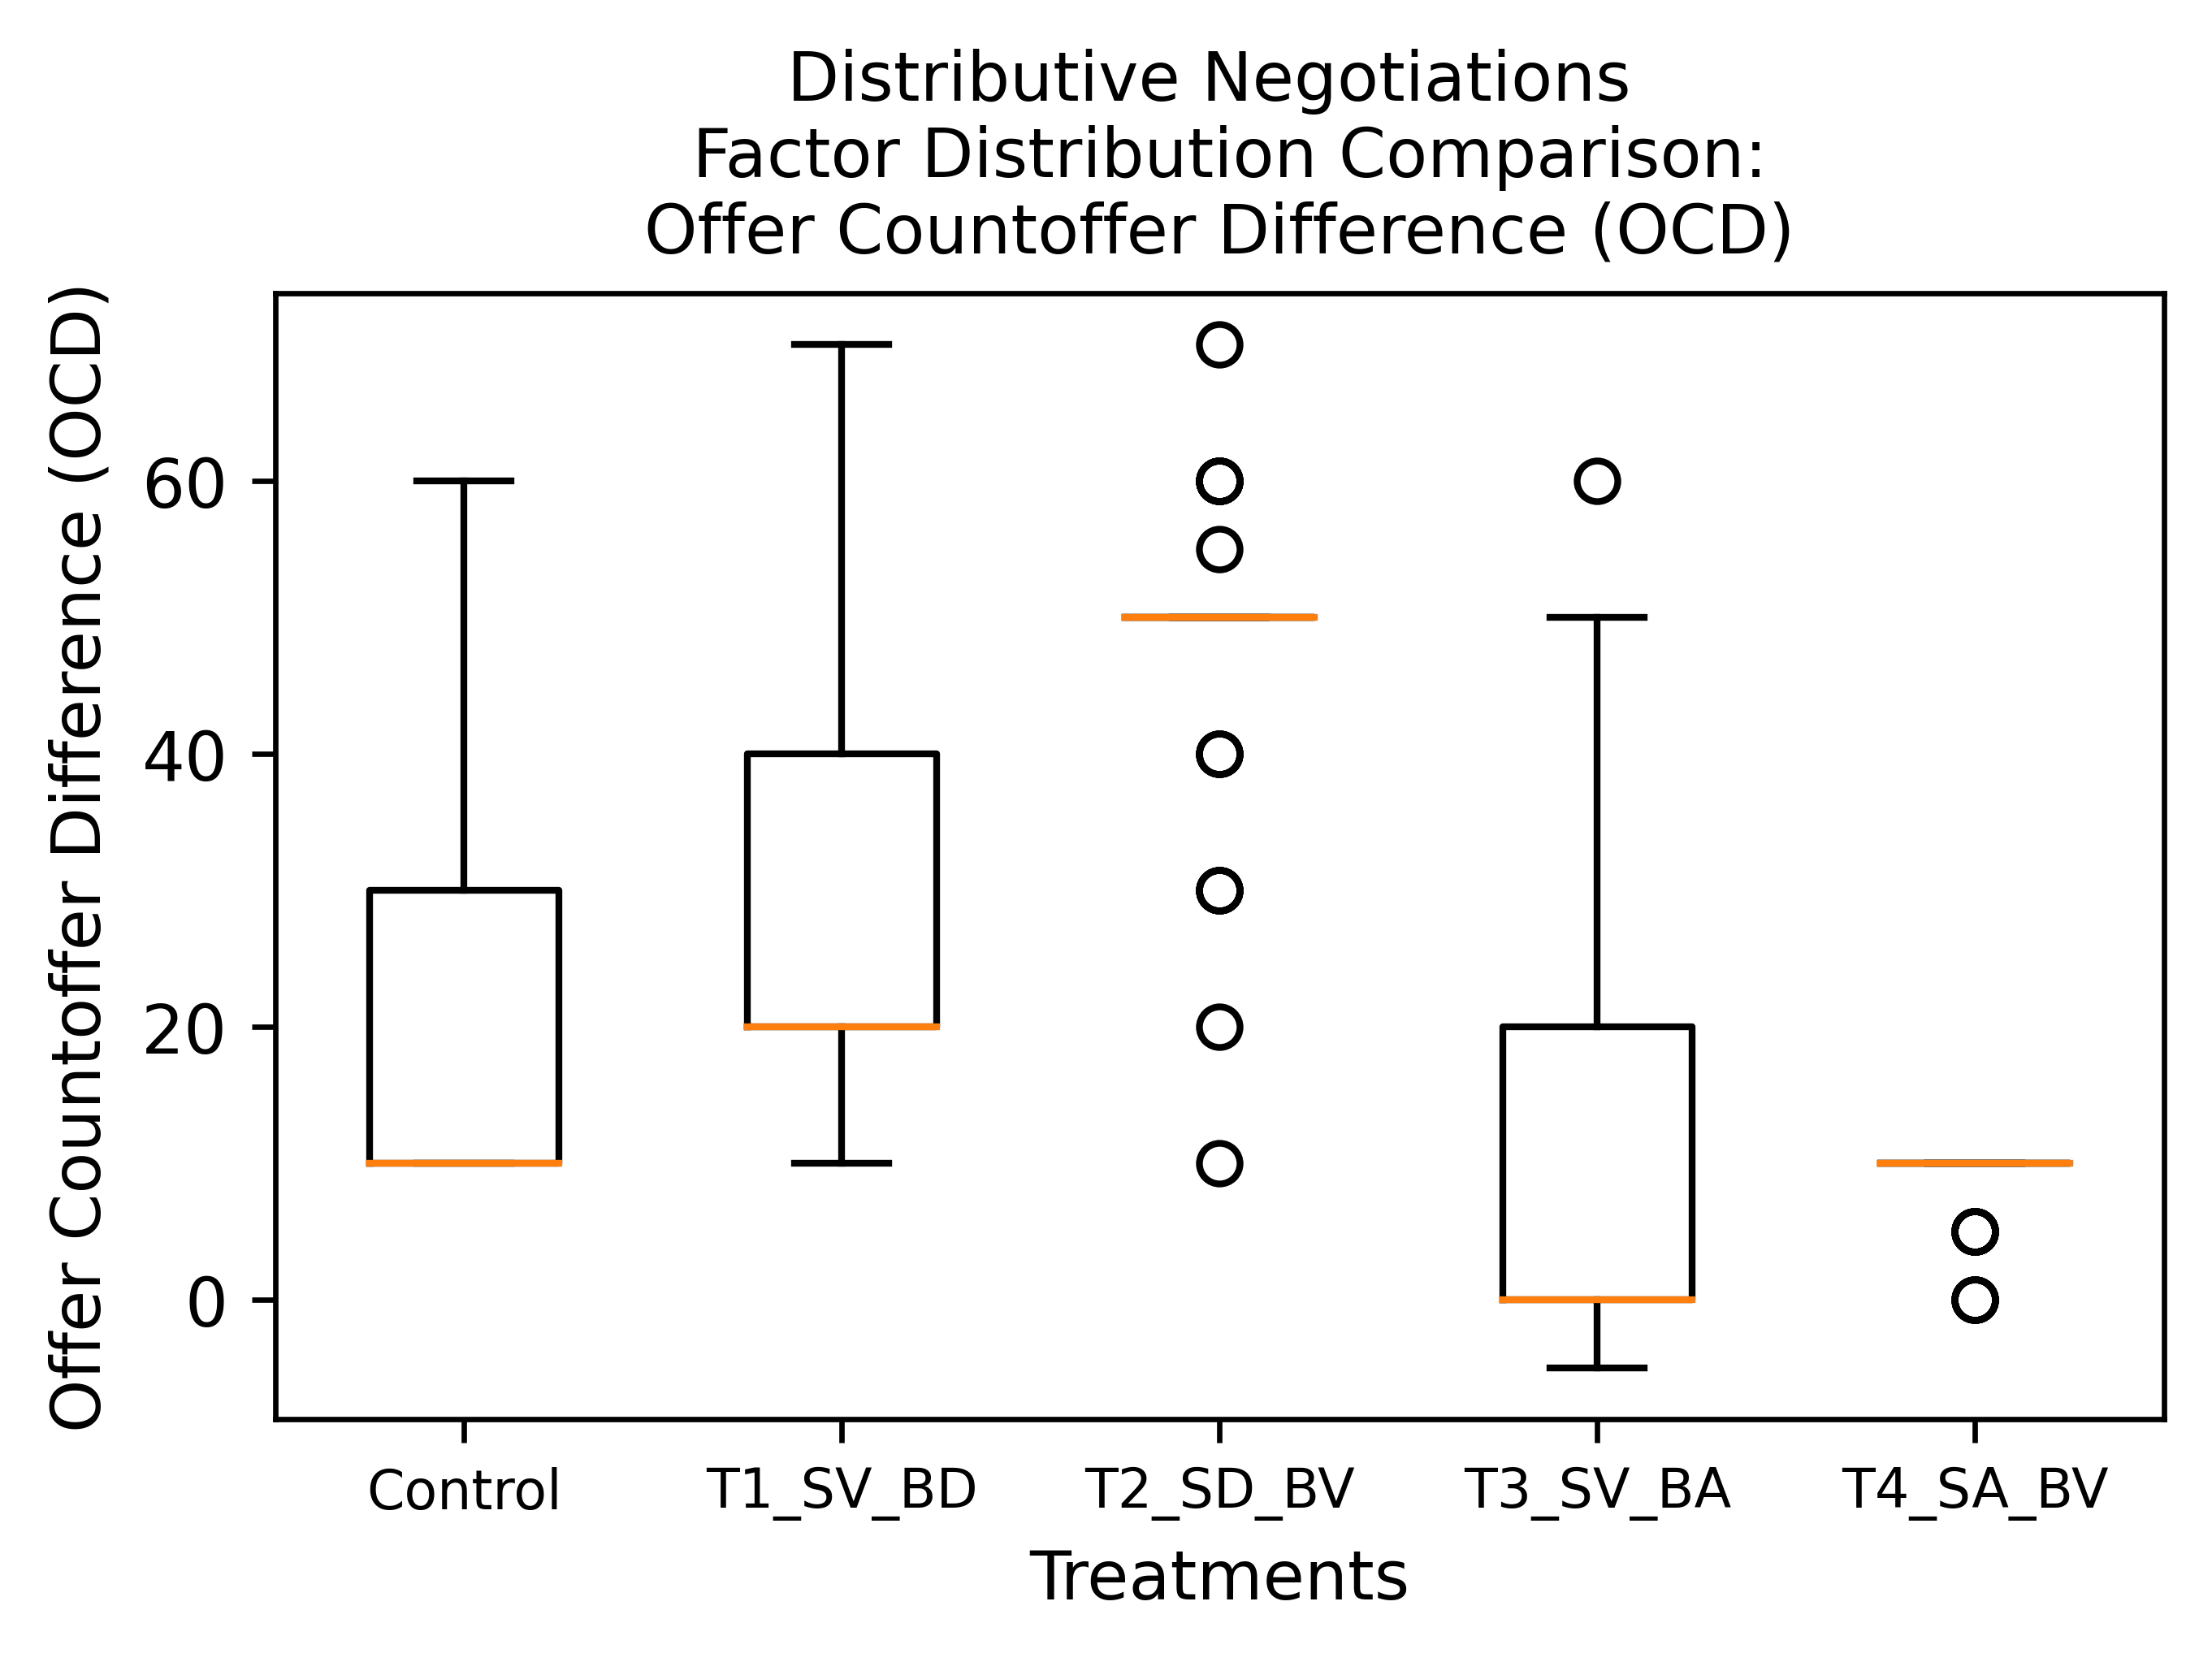 Distributive Negotiations
Factor Distribution Comparison:
Offer Countoffer Difference (OCD)
Offer Countoffer Difference (OCD)
60
40
20
0
Control
T1_SV_BD
T2_SD_BV
T3_SV_BA
T4_SA_BV
Treatments